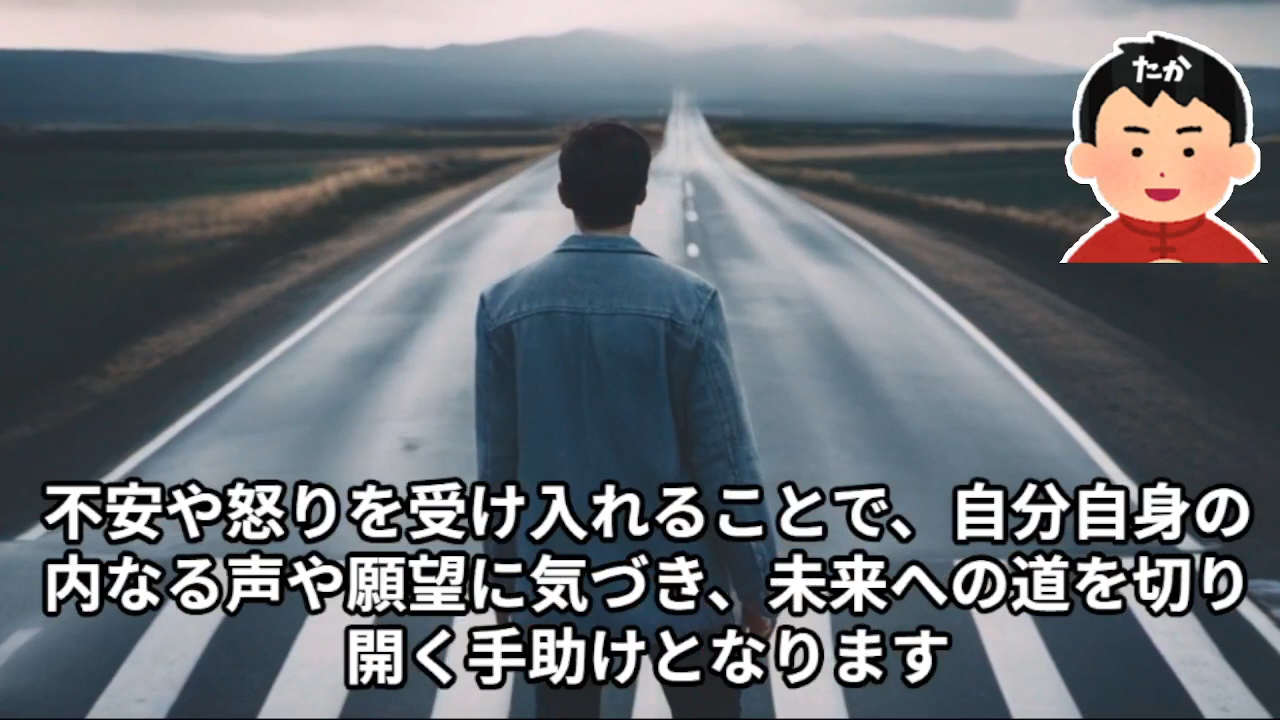 たか
不安や怒りを受け入れることで、自分自身の
内なる声や願望に気づき、未来への道を切り
開く手助けとなります